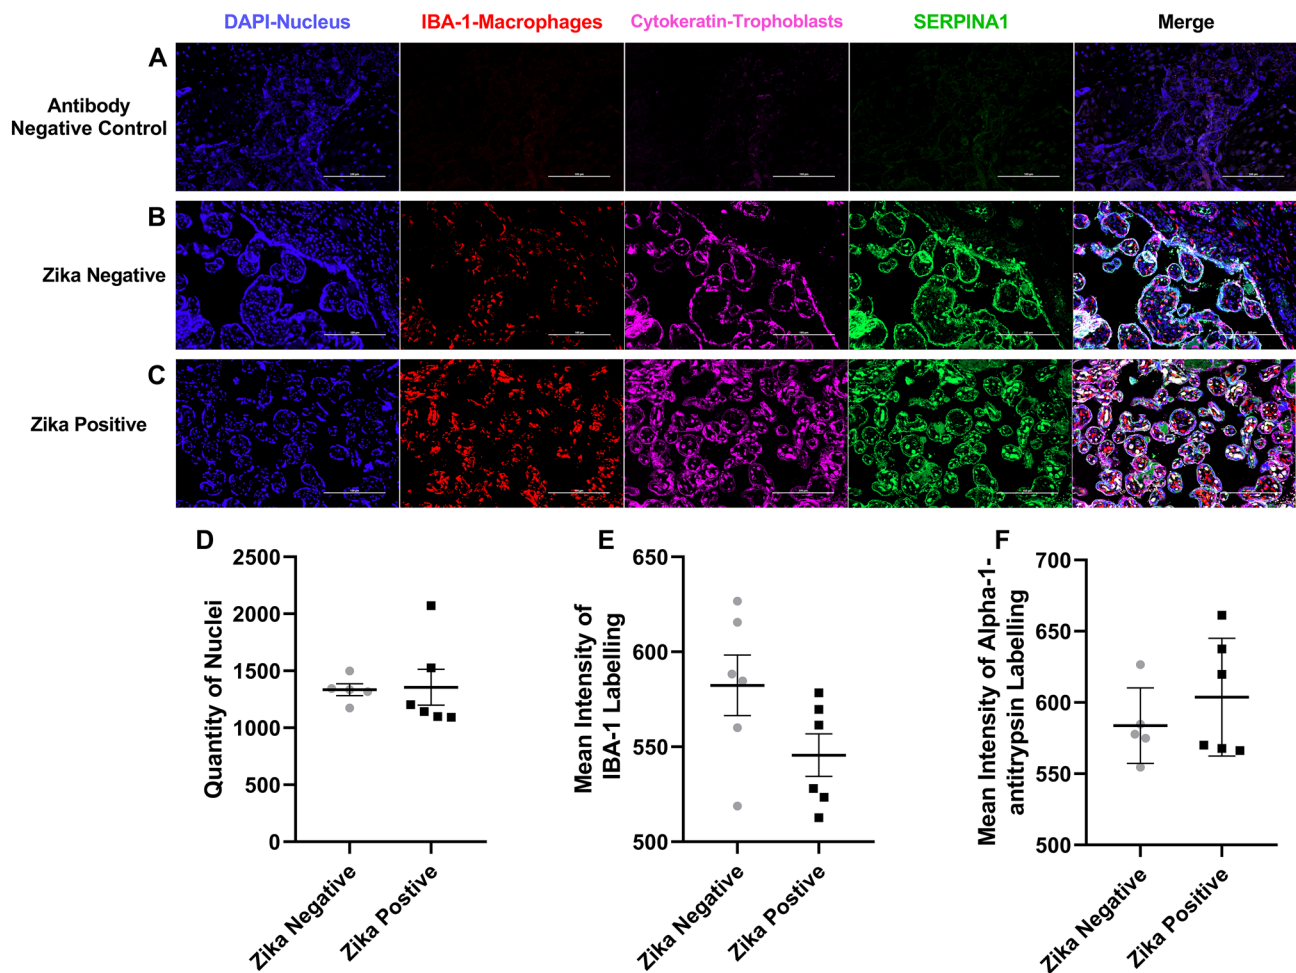 DAPI-Nucleus IBA-1-Macrophages Cytokeratin-Trophoblasts SERPINA1 Merge
A
Antibody
Negative Control
B
Zika Negative
C
Zika Positive
D
Quantity of Nuclei
2500
2000
1500
1000
500
0
Zika Negative
Zika Postive
E
Mean Intensity of
IBA-1 Labelling
650
600
550
500
Zika Negative
Zika Postive
F
Mean Intensity of Alpha-1-
antitrypsin Labelling
700
650
600
550
500
Zika Negative
Zika Positive